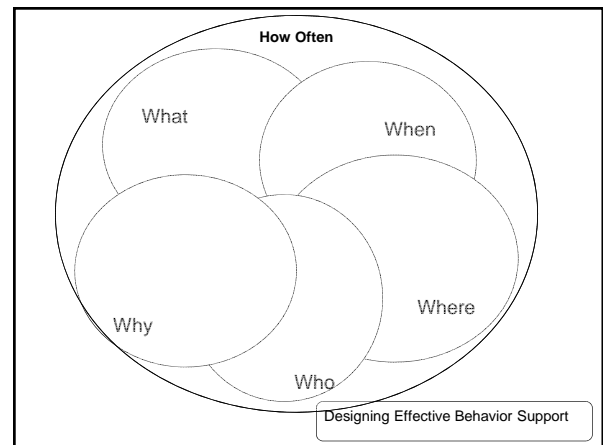 How Often
What
When
Where
Why
Who
Designing Effective Behavior Support